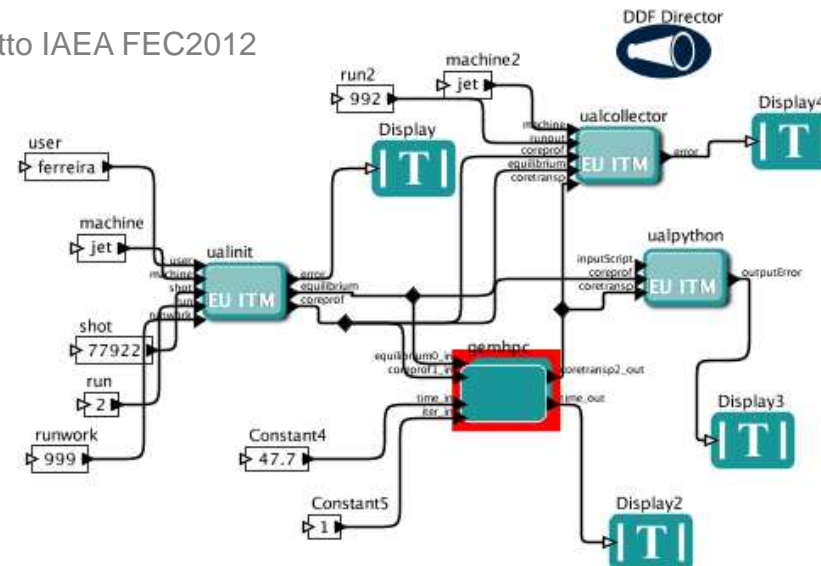 tto IAEA FEC2012
DDF Director
machine2
jet
run2
992
ualcollector
machine
runout
coreprof
equilibrium
coretransp
EU ITM
error
Display4
T
Display
T
user
ferreira
machine
jet
ualinit
user
machine
shot
run
runwork
EU ITM
error
equilibrium
coreprof
ualpython
inputScript
coreprof
coretransp
EU ITM
outputError
shot
77922
run
2
runwork
999
gemhpc
equilibrium0_in
coreprof1_in
time_in
iter_in
coretransp2_out
time_out
Constant4
47.7
Constant5
1
Display3
T
Display2
T